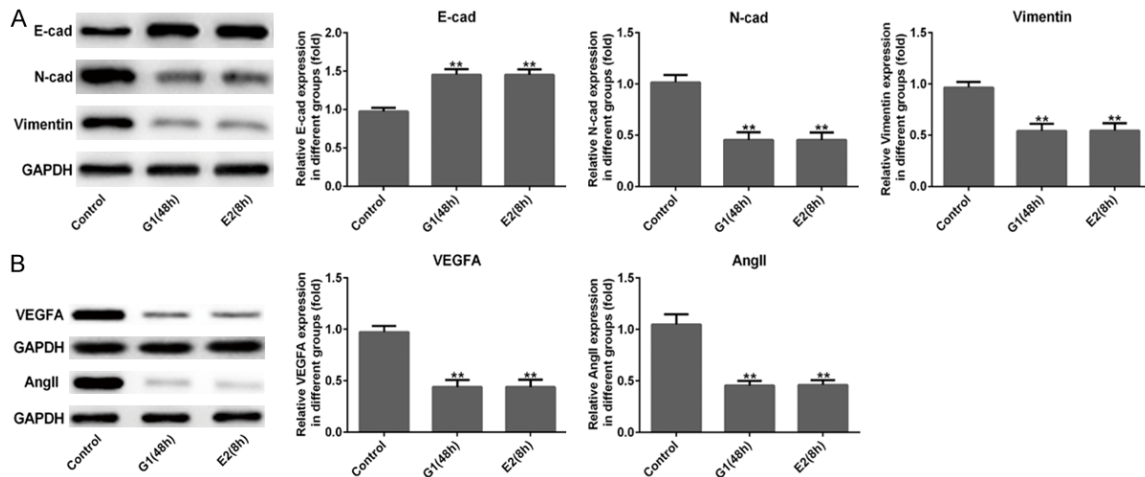 A
E-cad
N-cad
Vimentin
GAPDH
Control
G1(48h)
E2(8h)
E-cad
Relative E-cad expression
in different groups (fold)
2.0
1.5
1.0
0.5
0.0
**
**
Control
G1(48h)
E2(8h)
N-cad
Relative N-cad expression
in different groups (fold)
1.5
1.0
0.5
0.0
**
**
Control
G1(48h)
E2(8h)
Vimentin
Relative Vimentin expression
in different groups (fold)
1.5
1.0
0.5
0.0
**
**
Control
G1(48h)
E2(8h)
B
VEGFA
GAPDH
AngII
GAPDH
Control
G1(48h)
E2(8h)
VEGFA
Relative VEGFA expression
in different groups (fold)
1.5
1.0
0.5
0.0
**
**
Control
G1(48h)
E2(8h)
AngII
Relative AngII expression
in different groups (fold)
1.5
1.0
0.5
0.0
**
**
Control
G1(48h)
E2(8h)